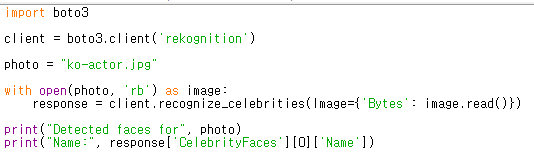 import boto3
client = boto3.client('rekognition')
photo = "ko-actor.jpg"
with open(photo, 'rb') as image:
    response = client.recognize_celebrities(Image={'Bytes': image.read()})
print("Detected faces for", photo)
print("Name:", response['CelebrityFaces'][0]['Name'])